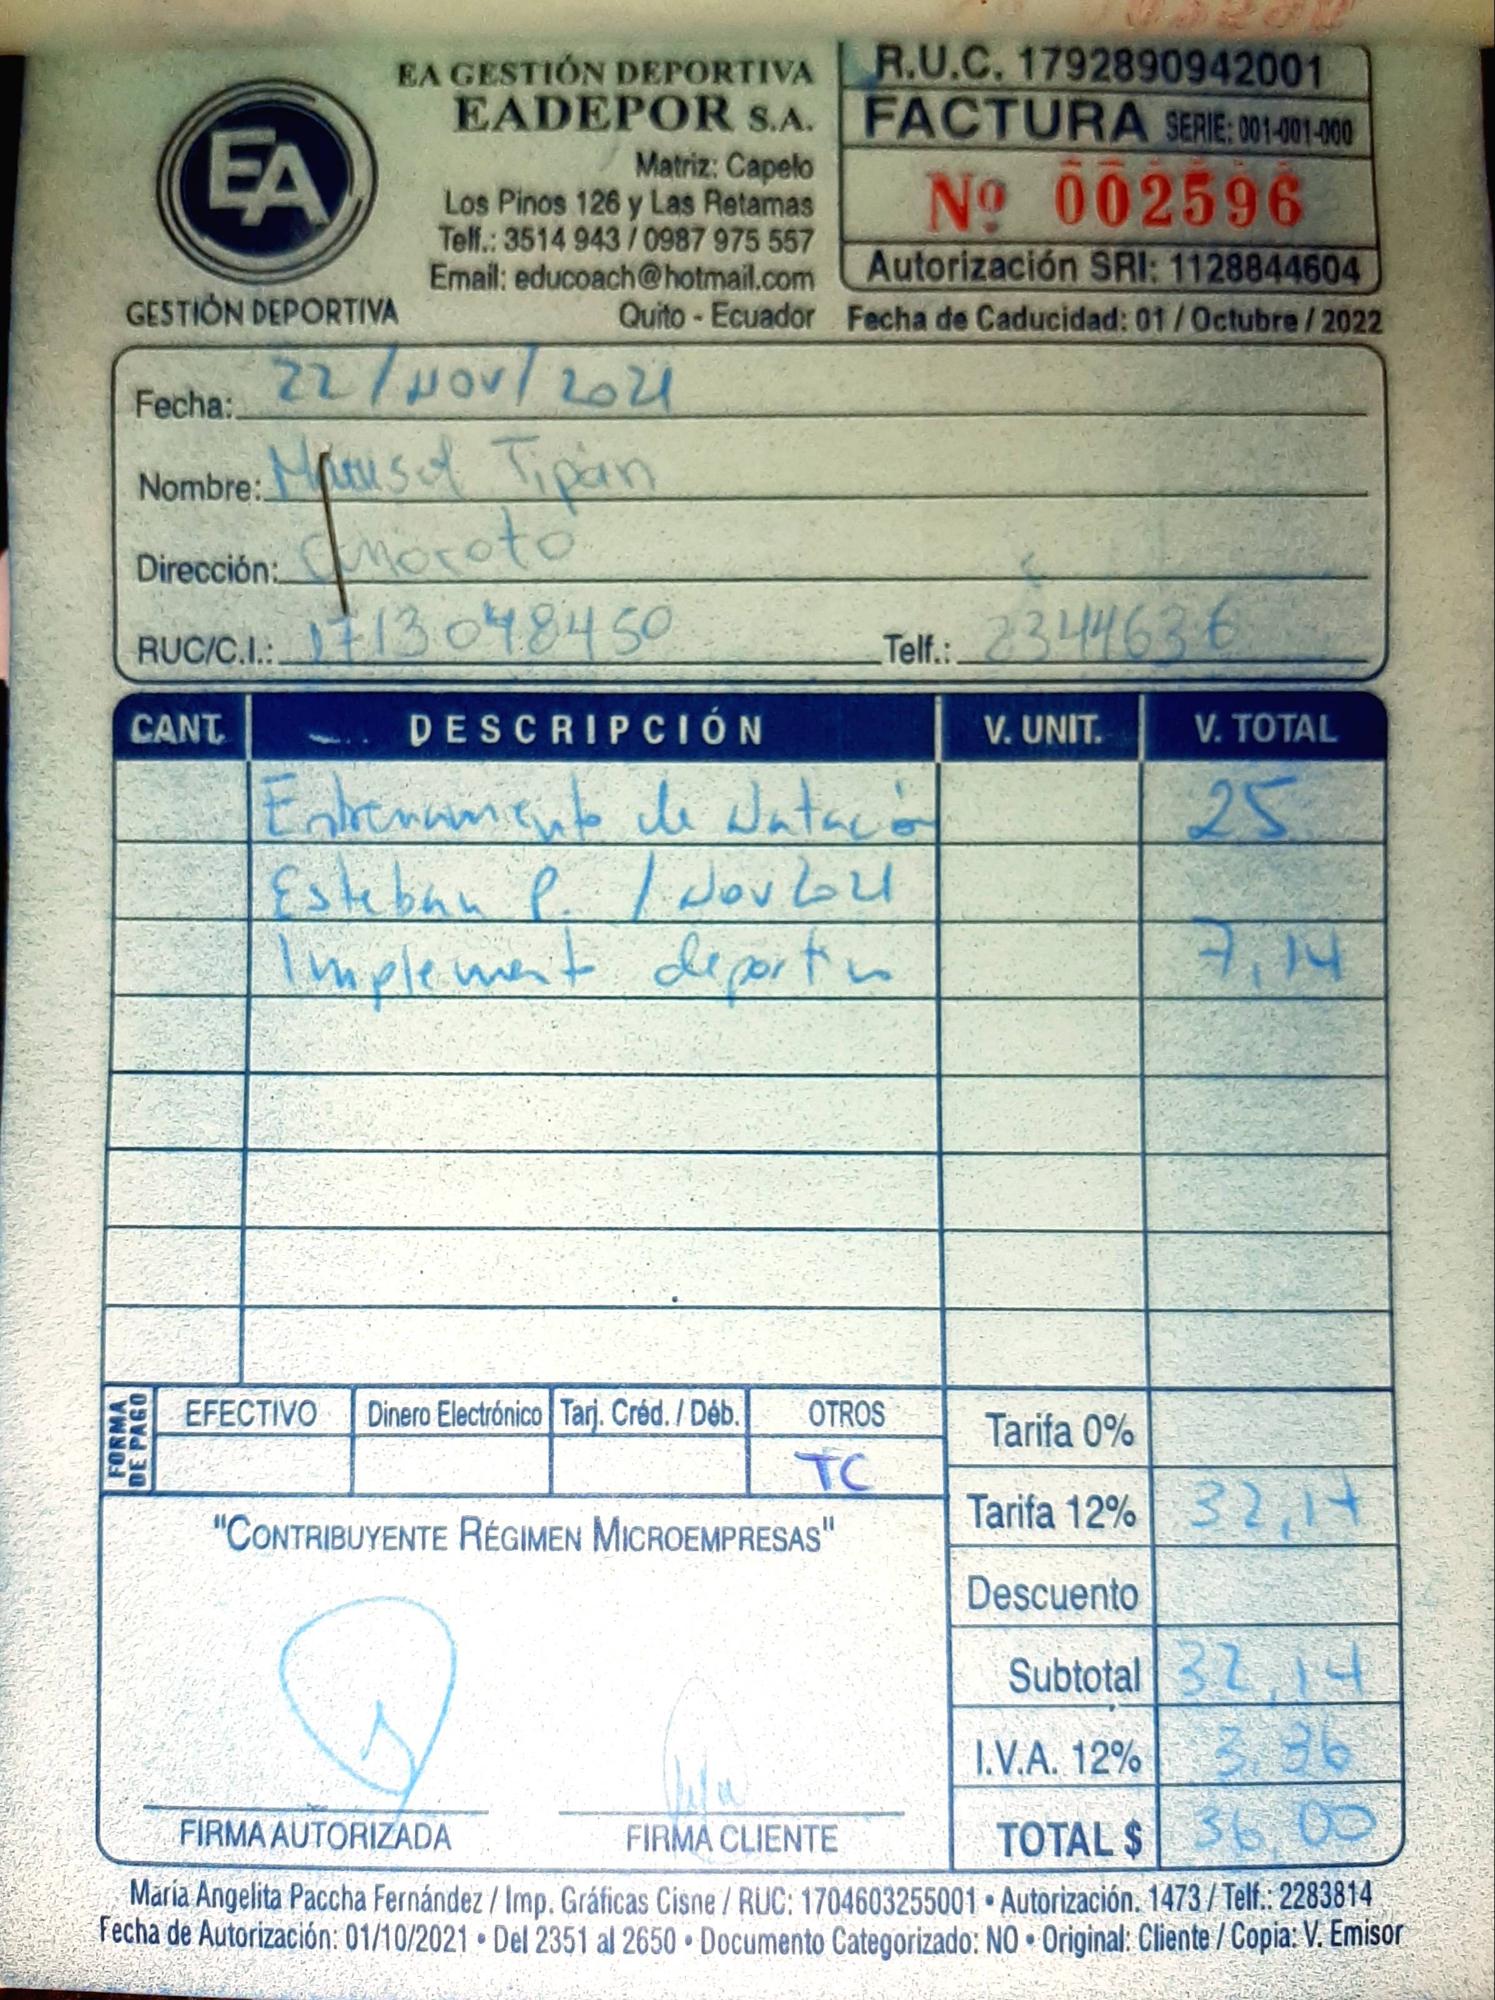 EA GESTIÓN DEPORTIVA
EADEPOR S.A.
Matriz: Capelo
Los Pinos 126 y Las Retamas
Telf.: 3514 943 / 0987 975 557
Email: educoach@hotmail.com
Quito - Ecuador
EA
GESTIÓN DEPORTIVA
R.U.C. 1792890942001
FACTURA SERIE: 001-001-000
Nº 002596
Autorización SRI: 1128844604
Fecha de Caducidad: 01 / Octubre / 2022
Fecha: 22/Nov/2021
Nombre: Marisol Tipán
Dirección: Conocoto
RUC/C.I.: 1713048450 Telf.: 2344636
CANT. DESCRIPCIÓN V. UNIT. V. TOTAL
Entrenamiento de Natación 25
Esteban P. / Nov 2021
Implemento deportivo 7,14
FORMA DE PAGO
EFECTIVO Dinero Electrónico Tarj. Créd. / Déb. OTROS
TC
Tarifa 0%
Tarifa 12% 32,14
Descuento
Subtotal 32,14
I.V.A. 12% 3,86
TOTAL $ 36,00
"CONTRIBUYENTE RÉGIMEN MICROEMPRESAS"
FIRMA AUTORIZADA FIRMA CLIENTE
María Angelita Paccha Fernández / Imp. Gráficas Cisne / RUC: 1704603255001 • Autorización. 1473 / Telf.: 2283814
Fecha de Autorización: 01/10/2021 • Del 2351 al 2650 • Documento Categorizado: NO • Original: Cliente / Copia: V. Emisor